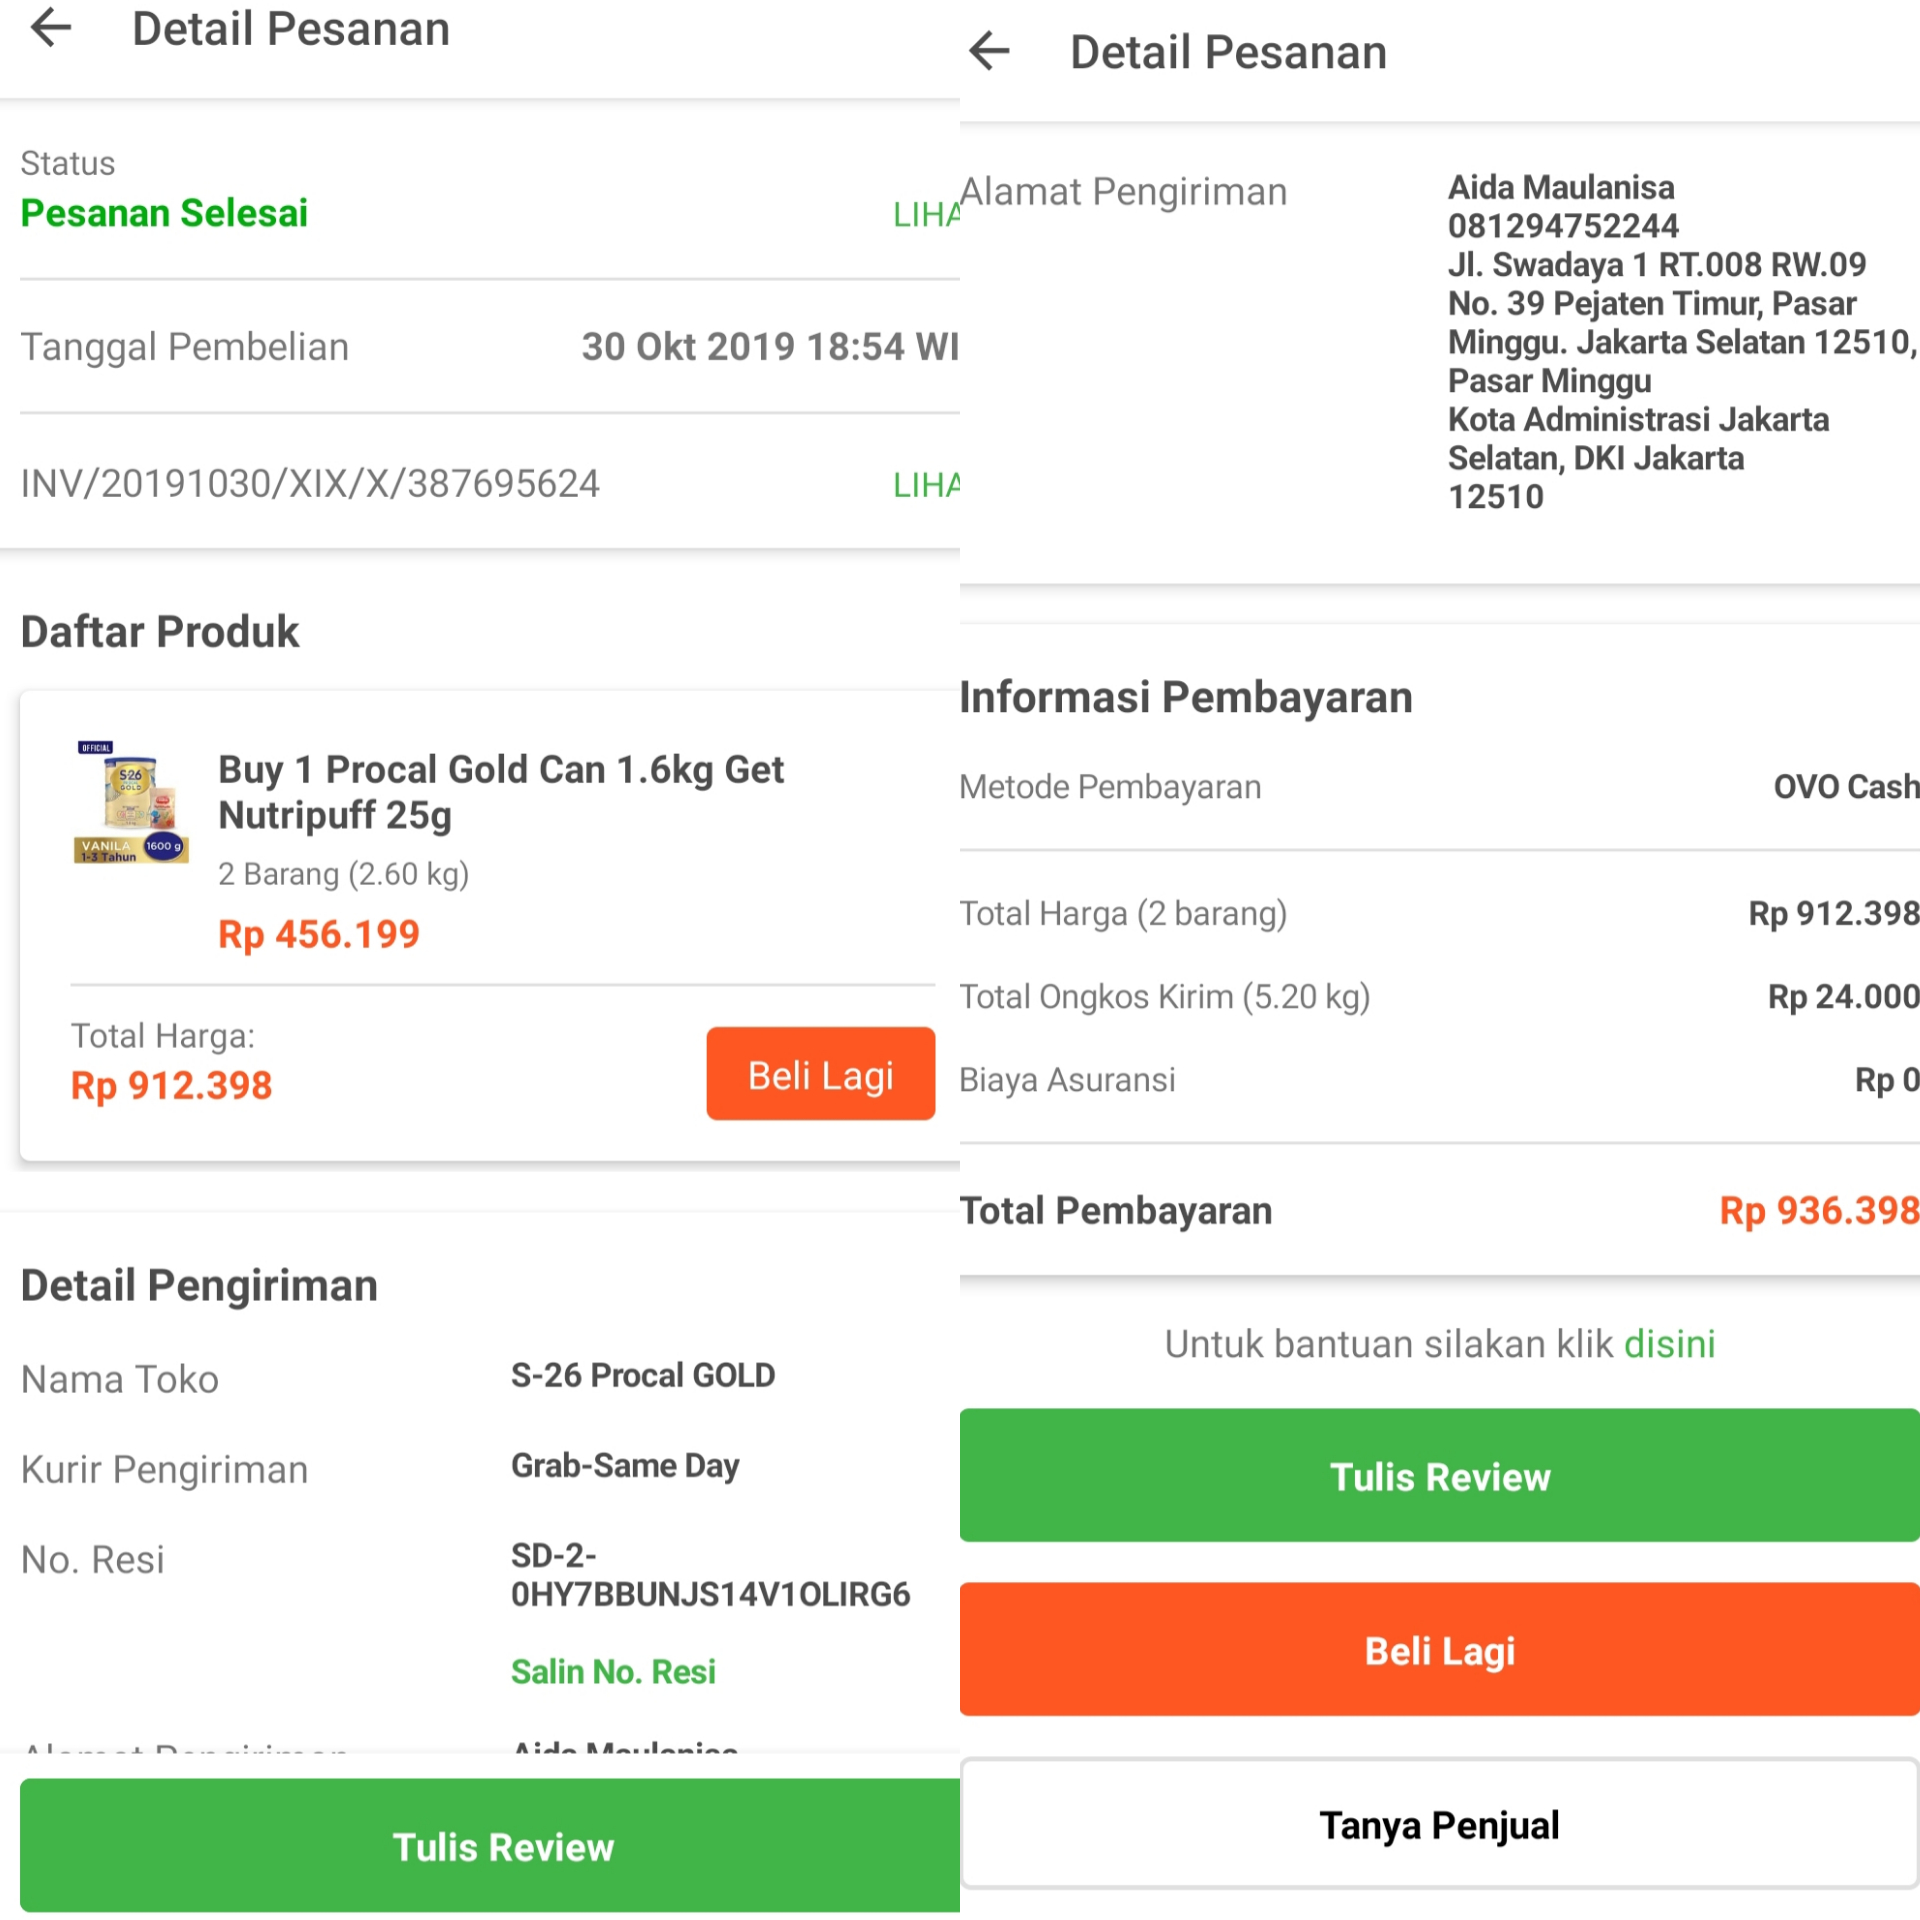 Detail Pesanan
Status
Pesanan Selesai
LIHA
Tanggal Pembelian
30 Okt 2019 18:54 WI
INV/20191030/XIX/X/387695624
LIHA
Daftar Produk
OFFICIAL
S-26
GOLD
VANILA
1-3 Tahun
1600 g
Buy 1 Procal Gold Can 1.6kg Get
Nutripuff 25g
2 Barang (2.60 kg)
Rp 456.199
Total Harga:
Rp 912.398
Beli Lagi
Detail Pengiriman
Nama Toko
S-26 Procal GOLD
Kurir Pengiriman
Grab-Same Day
No. Resi
SD-2-
0HY7BBUNJS14V1OLIRG6
Salin No. Resi
Alamat Pengiriman
Aida Maulanisa
Tulis Review
Detail Pesanan
Alamat Pengiriman
Aida Maulanisa
081294752244
Jl. Swadaya 1 RT.008 RW.09
No. 39 Pejaten Timur, Pasar
Minggu. Jakarta Selatan 12510,
Pasar Minggu
Kota Administrasi Jakarta
Selatan, DKI Jakarta
12510
Informasi Pembayaran
Metode Pembayaran
OVO Cash
Total Harga (2 barang)
Rp 912.398
Total Ongkos Kirim (5.20 kg)
Rp 24.000
Biaya Asuransi
Rp 0
Total Pembayaran
Rp 936.398
Untuk bantuan silakan klik disini
Tulis Review
Beli Lagi
Tanya Penjual